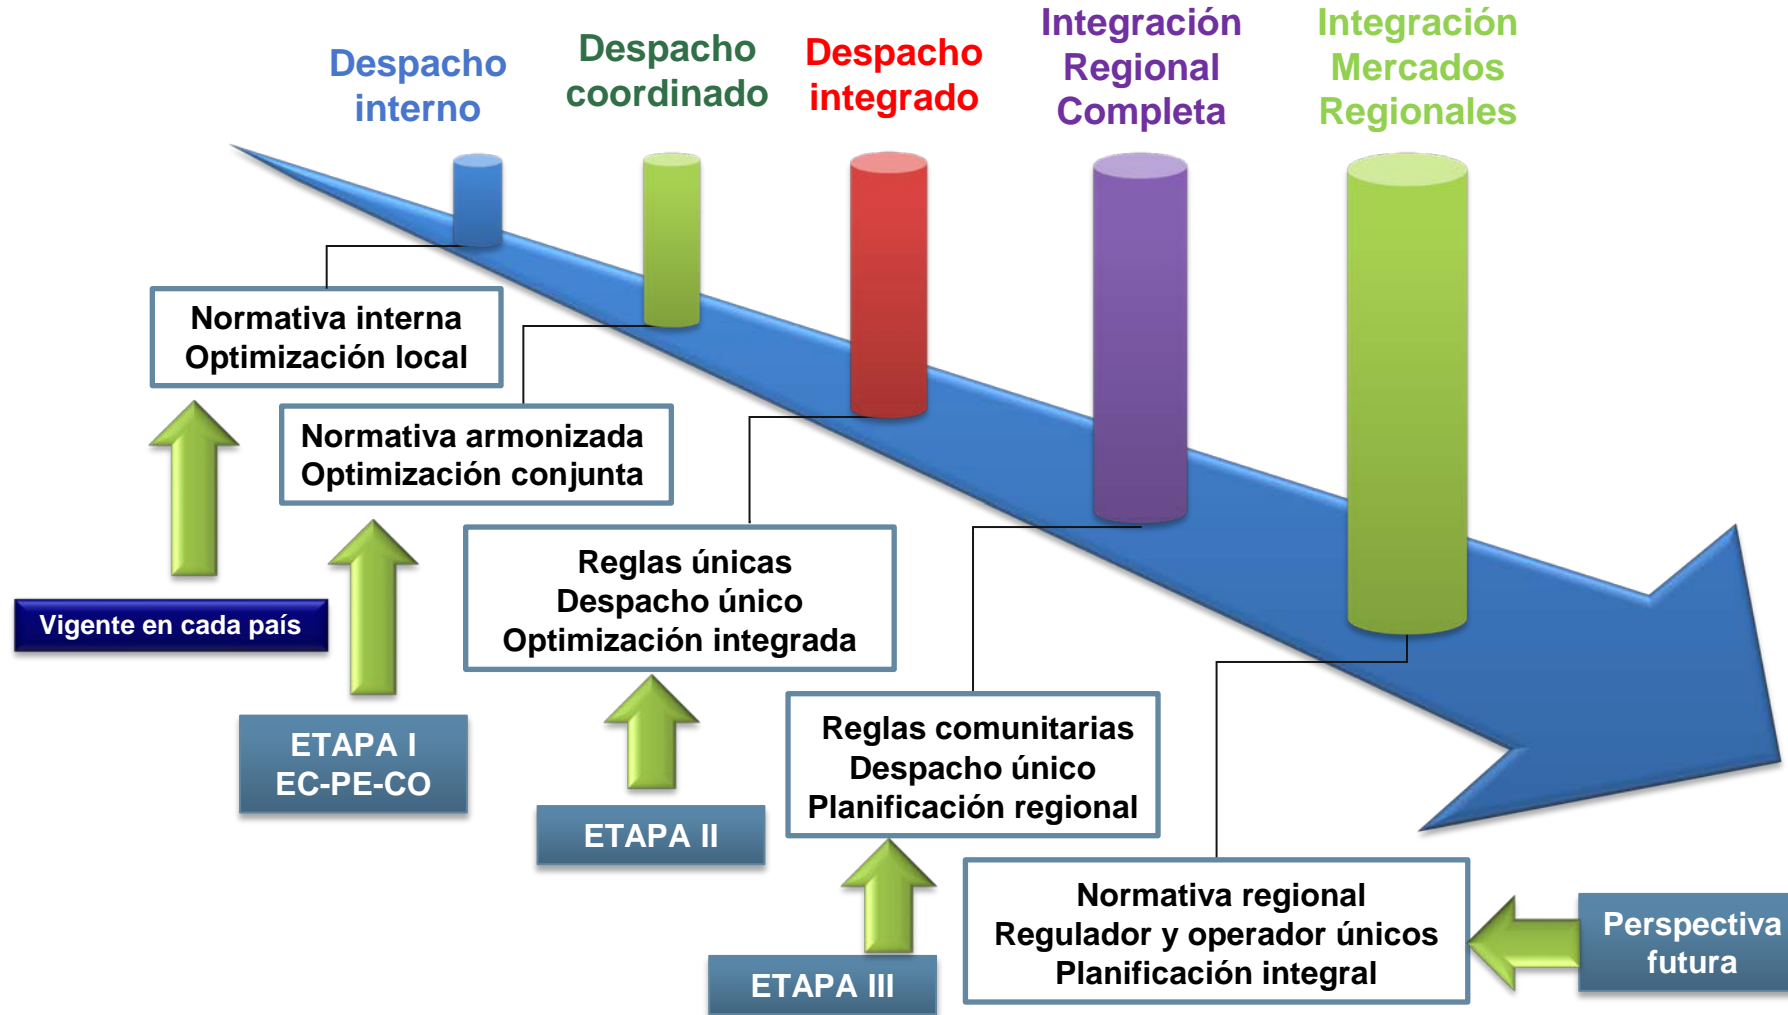 Despacho
interno
Despacho
coordinado
Despacho
integrado
Integración
Regional
Completa
Integración
Mercados
Regionales
Normativa interna
Optimización local
Normativa armonizada
Optimización conjunta
Reglas únicas
Despacho único
Optimización integrada
Vigente en cada país
ETAPA I
EC-PE-CO
Reglas comunitarias
Despacho único
Planificación regional
ETAPA II
Normativa regional
Regulador y operador únicos
Planificación integral
Perspectiva
futura
ETAPA III